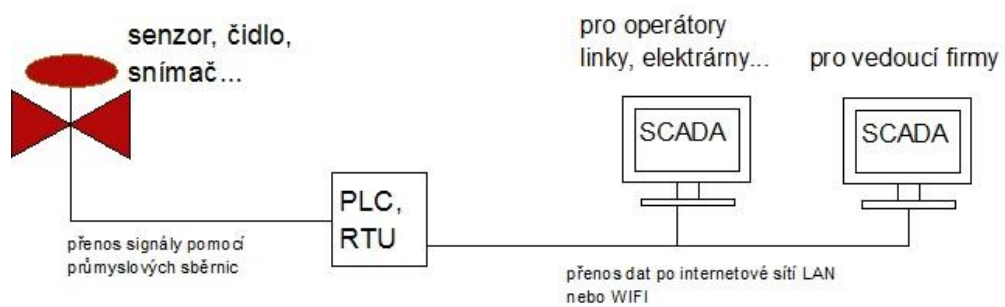 senzor, čidlo,
snímač...
pro operátory
linky, elektrárny...
pro vedoucí firmy
SCADA
SCADA
PLC,
RTU
přenos signály pomocí
průmyslových sběrnic
přenos dat po internetové sítí LAN
nebo WIFI